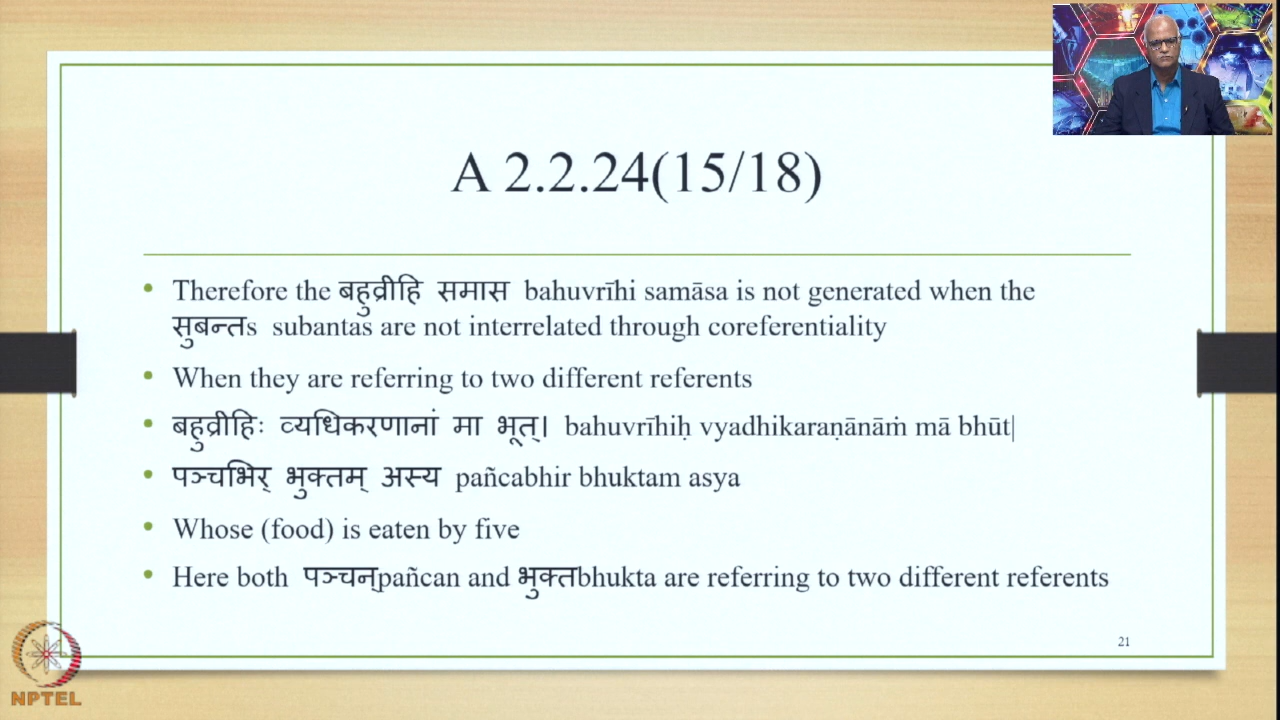 A 2.2.24(15/18)
• Therefore the बहुव्रीहि समास bahuvrīhi samāsa is not generated when the
सुबन्तs subantas are not interrelated through coreferentiality
• When they are referring to two different referents
• बहुव्रीहिः व्यधिकरणानां मा भूत्। bahuvrīhiḥ vyadhikaraṇānāṁ mā bhūt|
• पञ्चभिर् भुक्तम् अस्य pañcabhir bhuktam asya
• Whose (food) is eaten by five
• Here both पञ्चन्pañcan and भुक्तbhukta are referring to two different referents
21
NPTEL